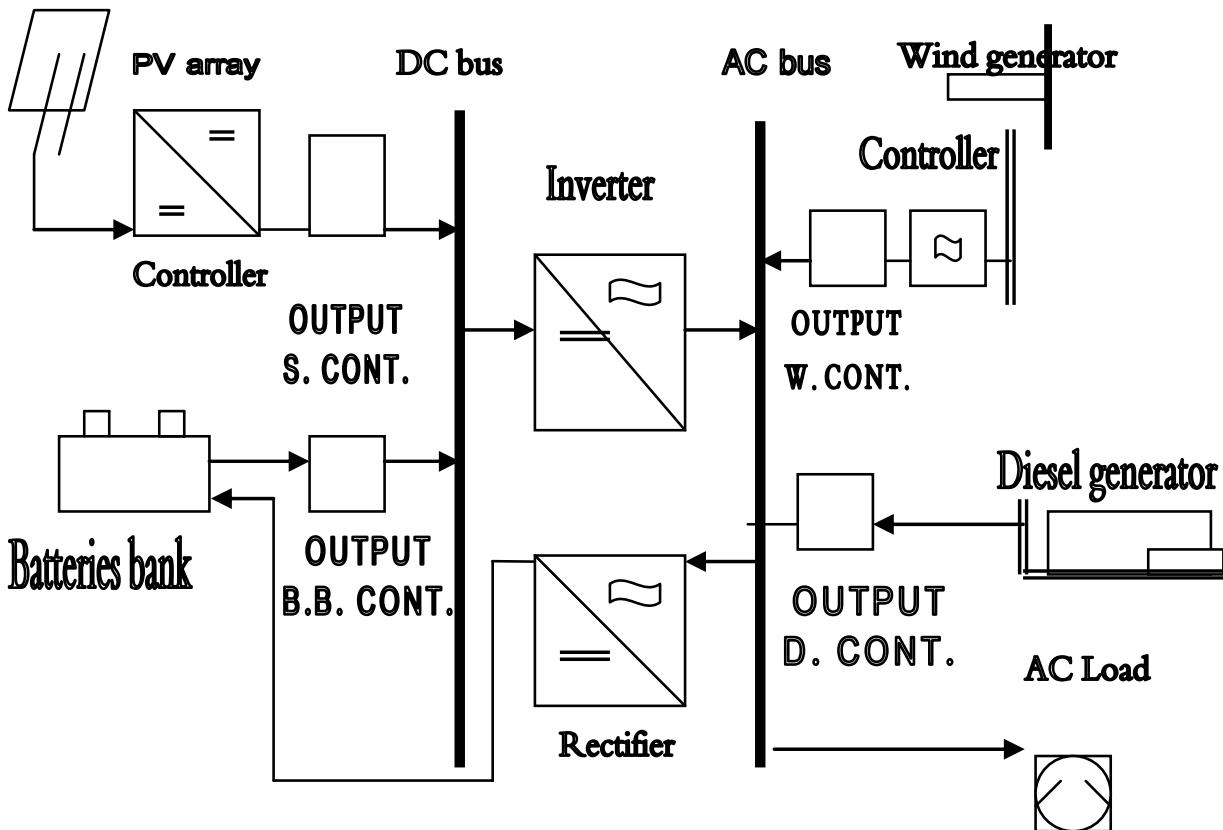 PV array
DC bus
AC bus
Wind generator
Controller
Inverter
Controller
OUTPUT
S. CONT.
OUTPUT
W. CONT.
Diesel generator
Batteries bank
OUTPUT
B.B. CONT.
OUTPUT
D. CONT.
AC Load
Rectifier